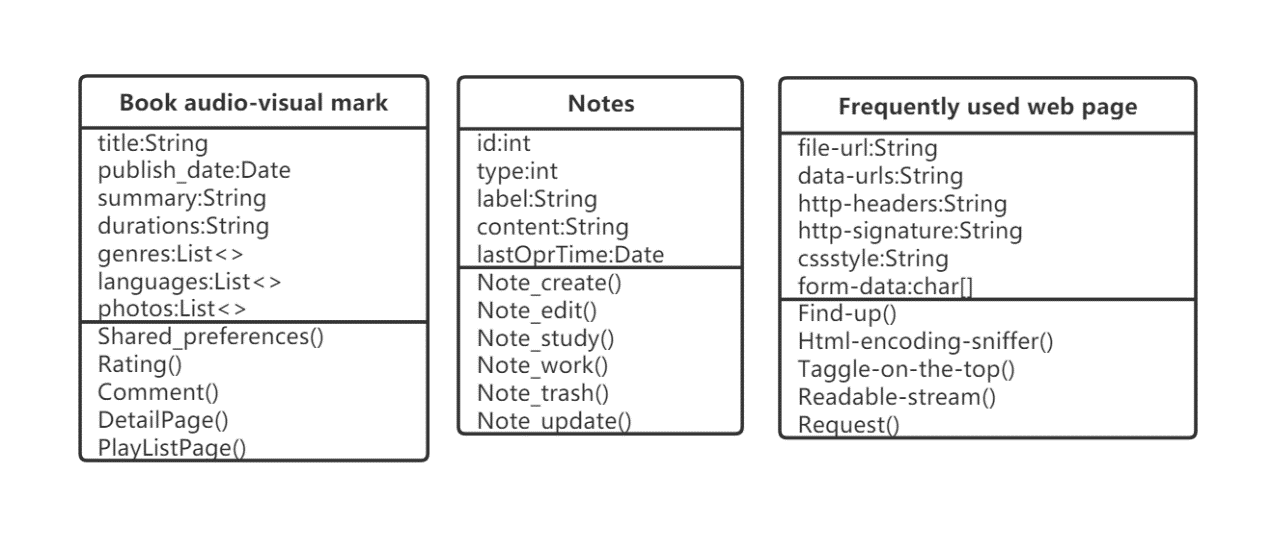 Book audio-visual mark
title:String
publish_date:Date
summary:String
durations:String
genres:List<>
languages:List<>
photos:List<>
Shared_preferences()
Rating()
Comment()
DetailPage()
PlayListPage()
Notes
id:int
type:int
label:String
content:String
lastOprTime:Date
Note_create()
Note_edit()
Note_study()
Note_work()
Note_trash()
Note_update()
Frequently used web page
file-url:String
data-urls:String
http-headers:String
http-signature:String
cssstyle:String
form-data:char[]
Find-up()
Html-encoding-sniffer()
Taggle-on-the-top()
Readable-stream()
Request()